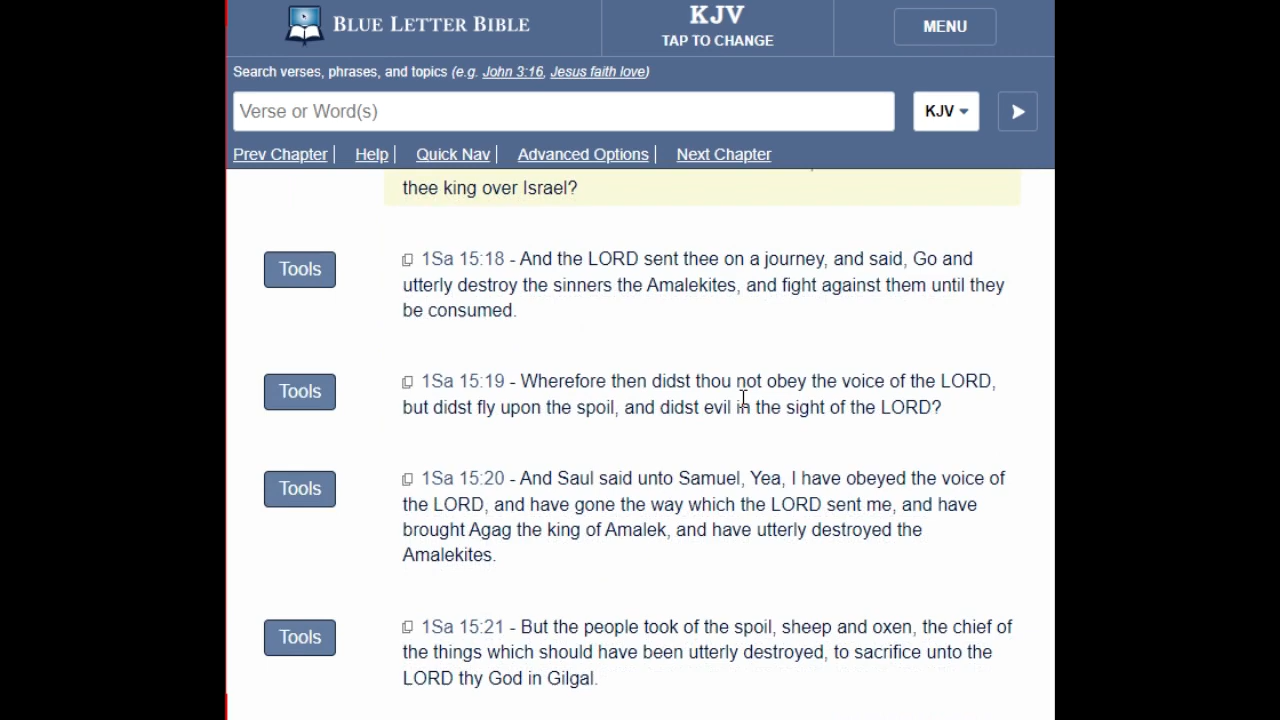 BLUE LETTER BIBLE
KJV
TAP TO CHANGE
MENU
Search verses, phrases, and topics (e.g. John 3:16, Jesus faith love)
Verse or Word(s)
KJV
Prev Chapter| Help| Quick Nav| Advanced Options| Next Chapter
thee king over Israel?
Tools
1Sa 15:18 - And the LORD sent thee on a journey, and said, Go and
utterly destroy the sinners the Amalekites, and fight against them until they
be consumed.
Tools
1Sa 15:19 - Wherefore then didst thou not obey the voice of the LORD,
but didst fly upon the spoil, and didst evil in the sight of the LORD?
Tools
1Sa 15:20 - And Saul said unto Samuel, Yea, I have obeyed the voice of
the LORD, and have gone the way which the LORD sent me, and have
brought Agag the king of Amalek, and have utterly destroyed the
Amalekites.
Tools
1Sa 15:21 - But the people took of the spoil, sheep and oxen, the chief of
the things which should have been utterly destroyed, to sacrifice unto the
LORD thy God in Gilgal.